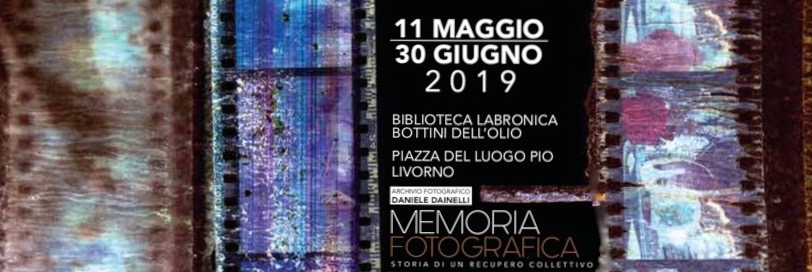 11 MAGGIO
30 GIUGNO
2019
BIBLIOTECA LABRONICA
BOTTINI DELL'OLIO
PIAZZA DEL LUOGO PIO
LIVORNO
ARCHIVIO FOTOGRAFICO
DANIELE DAINELLI
MEMORIA
FOTOGRAFICA
STORIA DI UN RECUPERO COLLETTIVO